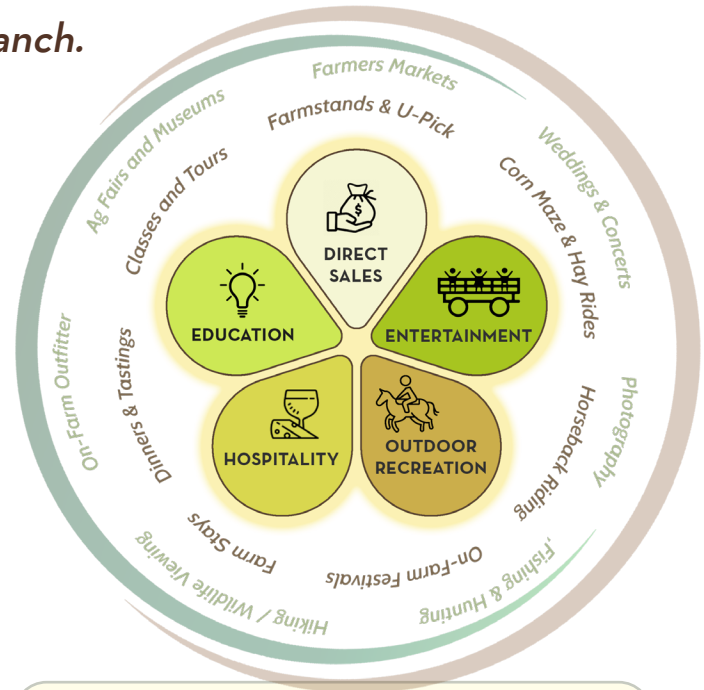 anch.
Farmers Markets
Farmstands & U-Pick
Weddings & Concerts
Corn Maze & Hay Rides
Photography
Horseback Riding
Fishing & Hunting
On-Farm Festivals
Hiking / Wildlife Viewing
Farm Stays
On-Farm Outfitter
Dinners & Tastings
Ag Fairs and Museums
Classes and Tours
$
DIRECT
SALES
ENTERTAINMENT
OUTDOOR
RECREATION
HOSPITALITY
EDUCATION